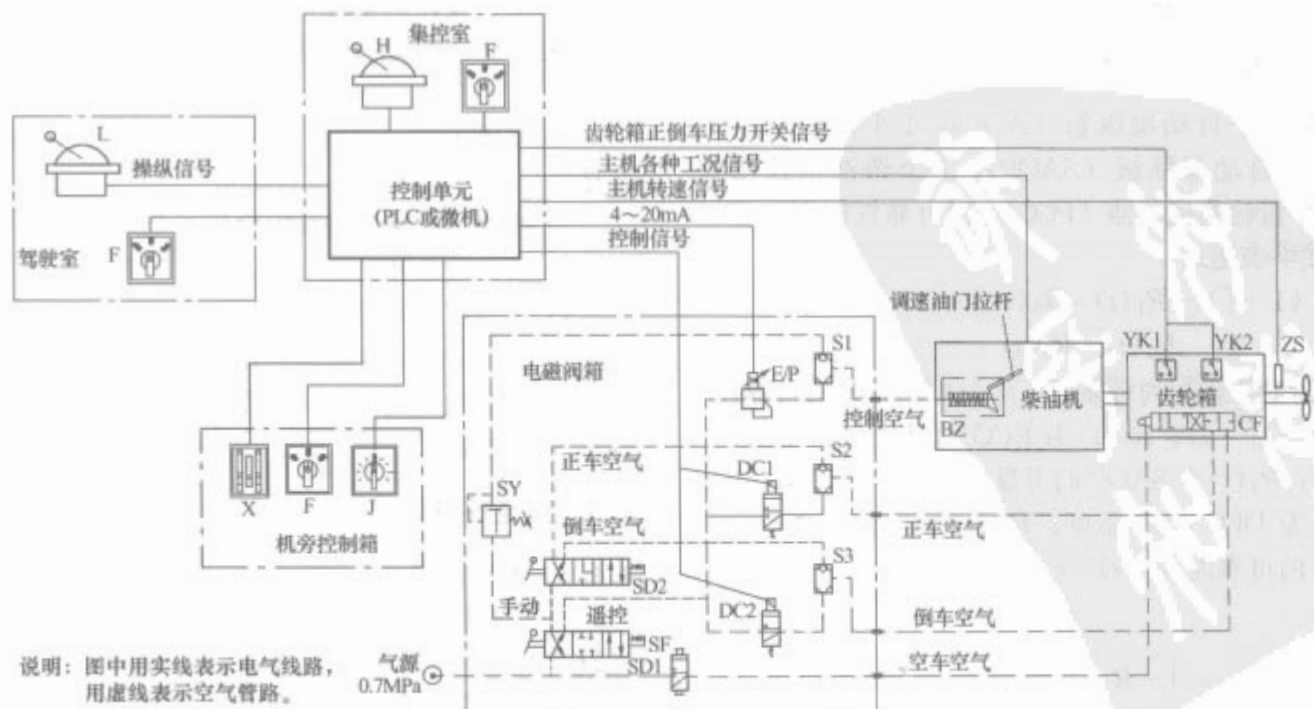 集控室
H
F
L
操纵信号
驾驶室
F
控制单元
(PLC或微机)
齿轮箱正倒车压力开关信号
主机各种工况信号
主机转速信号
4～20mA
控制信号
X
F
J
机旁控制箱
电磁阀箱
S1
E/P
控制空气
调速油门拉杆
BZ
柴油机
YK1
YK2
ZS
齿轮箱
CF
正车空气
DC1
S2
SY
倒车空气
正车空气
S3
SD2
手动
遥控
DC2
倒车空气
SF
SD1
空车空气
气源
0.7MPa
说明：图中用实线表示电气线路，
用虚线表示空气管路。